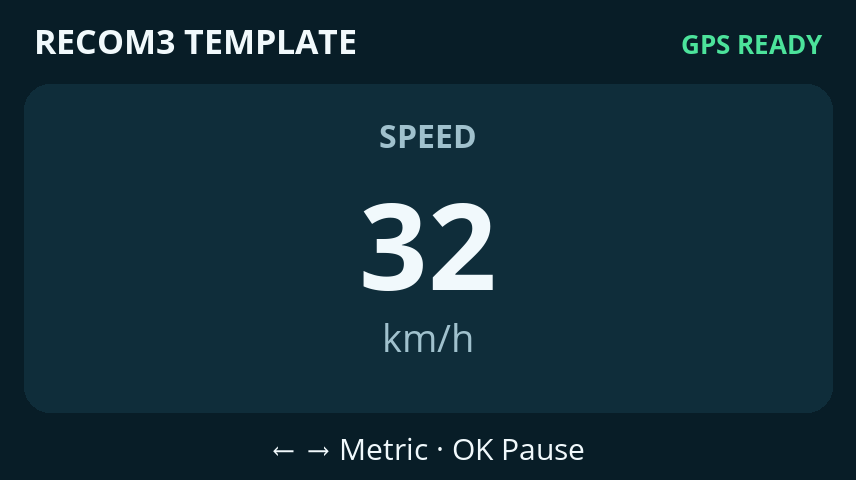 RECOM3 TEMPLATE
GPS READY
SPEED
32
km/h
← → Metric · OK Pause